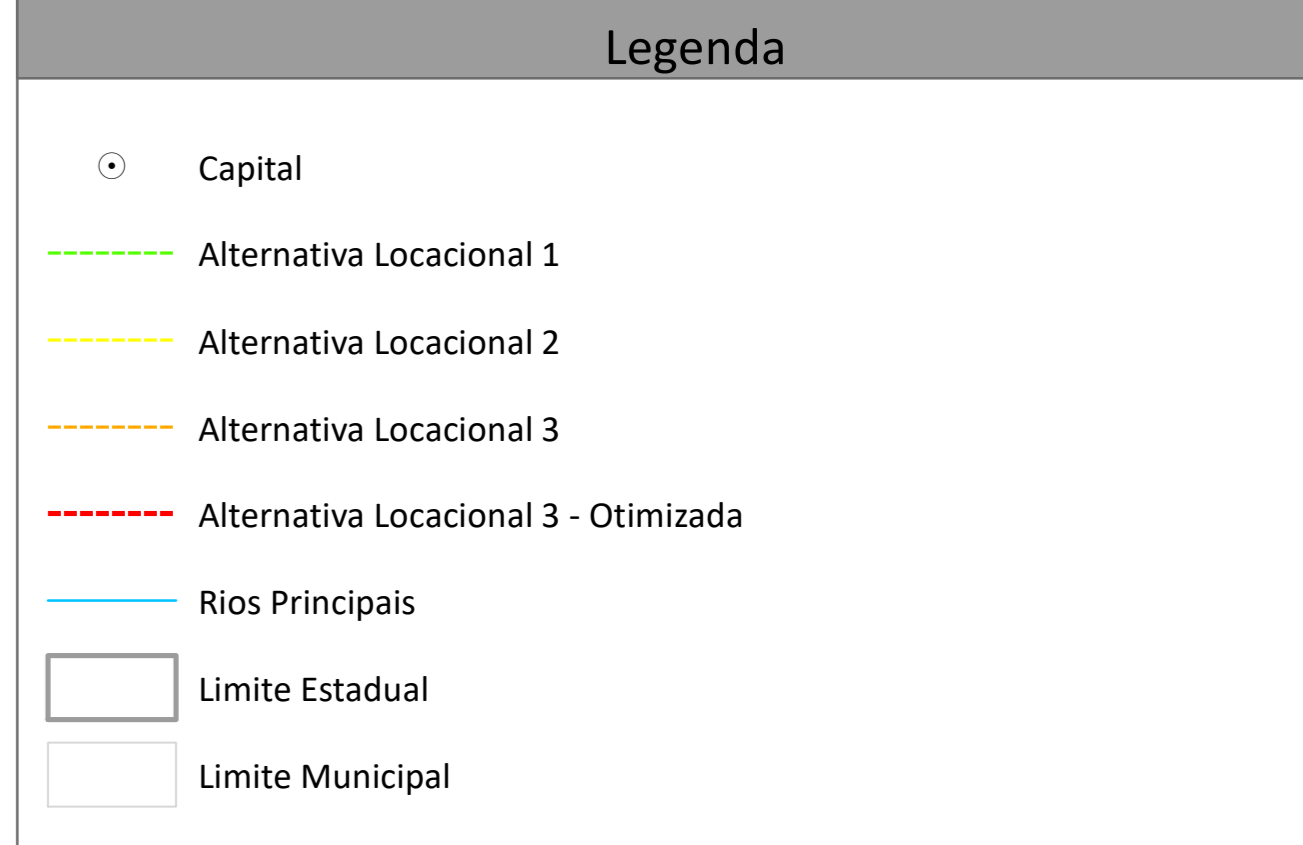 Legenda
Capital
Alternativa Locacional 1
Alternativa Locacional 2
Alternativa Locacional 3
Alternativa Locacional 3 - Otimizada
Rios Principais
Limite Estadual
Limite Municipal